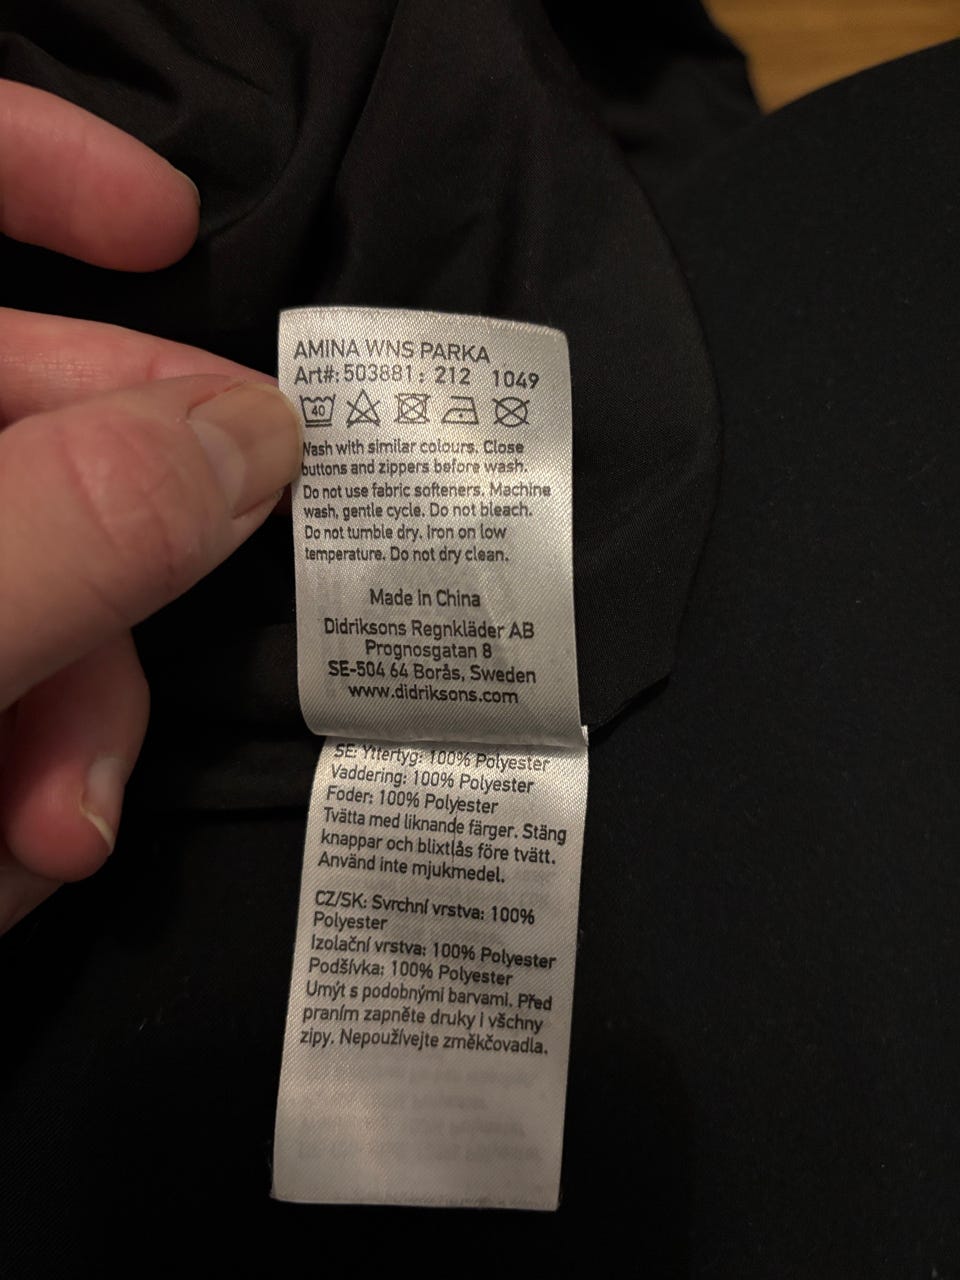 AMINA WNS PARKA
Art#: 503881: 212 1049
40
Wash with similar colours. Close
buttons and zippers before wash.
Do not use fabric softeners. Machine
wash, gentle cycle. Do not bleach.
Do not tumble dry. Iron on low
temperature. Do not dry clean.
Made in China
Didriksons Regnkläder AB
Prognosgatan 8
SE-504 64 Borås, Sweden
www.didriksons.com
SE: Yttertyg: 100% Polyester
Vaddering: 100% Polyester
Foder: 100% Polyester
Tvätta med liknande färger. Stäng
knappar och blixtlås före tvätt.
Använd inte mjukmedel.
CZ/SK: Svrchní vrstva: 100%
Polyester
Izolační vrstva: 100% Polyester
Podšívka: 100% Polyester
Umýt s podobnými barvami. Před
praním zapněte druky i všchny
zipy. Nepoužívejte změkčovadla.